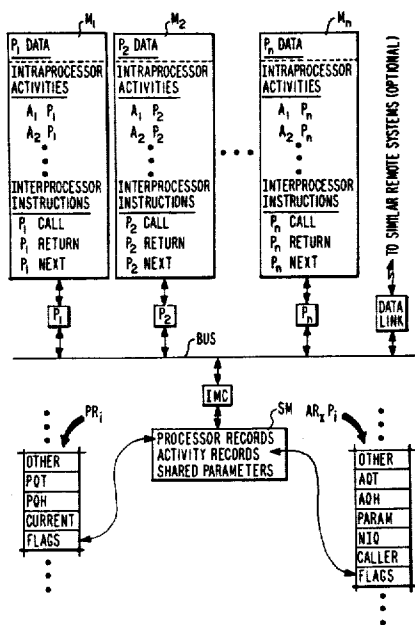 M₁
P₁ DATA
INTRAPROCESSOR
ACTIVITIES
A₁ P₁
A₂ P₁
INTERPROCESSOR
INSTRUCTIONS
P₁ CALL
P₁ RETURN
P₁ NEXT
P₁
M₂
P₂ DATA
INTRAPROCESSOR
ACTIVITIES
A₁ P₂
A₂ P₂
INTERPROCESSOR
INSTRUCTIONS
P₂ CALL
P₂ RETURN
P₂ NEXT
P₂
Mₙ
Pₙ DATA
INTRAPROCESSOR
ACTIVITIES
A₁ Pₙ
A₂ Pₙ
INTERPROCESSOR
INSTRUCTIONS
Pₙ CALL
Pₙ RETURN
Pₙ NEXT
Pₙ
TO SIMILAR REMOTE SYSTEMS (OPTIONAL)
DATA
LINK
BUS
IMC
SM
PROCESSOR RECORDS
ACTIVITY RECORDS
SHARED PARAMETERS
PRᵢ
OTHER
PQT
PQH
CURRENT
FLAGS
ARₓPᵢ
OTHER
AQT
AQH
PARAM
NIQ
CALLER
FLAGS